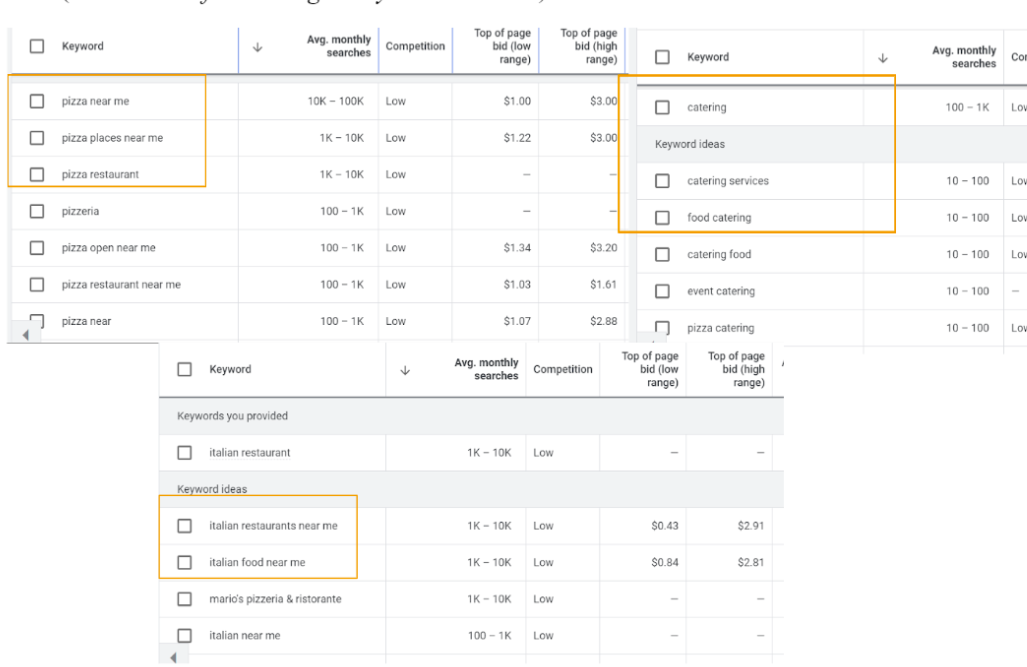 Keyword Avg. monthly searches Competition Top of page bid (low range) Top of page bid (high range)
pizza near me 10K – 100K Low $1.00 $3.00
pizza places near me 1K – 10K Low $1.22 $3.00
pizza restaurant 1K – 10K Low – –
pizzeria 100 – 1K Low – –
pizza open near me 100 – 1K Low $1.34 $3.20
pizza restaurant near me 100 – 1K Low $1.03 $1.61
pizza near 100 – 1K Low $1.07 $2.88
Keyword Avg. monthly searches
catering 100 – 1K
Keyword ideas
catering services 10 – 100
food catering 10 – 100
catering food 10 – 100
event catering 10 – 100 –
pizza catering 10 – 100
Keyword Avg. monthly searches Competition Top of page bid (low range) Top of page bid (high range)
Keywords you provided
italian restaurant 1K – 10K Low – –
Keyword ideas
italian restaurants near me 1K – 10K Low $0.43 $2.91
italian food near me 1K – 10K Low $0.84 $2.81
mario's pizzeria & ristorante 1K – 10K Low – –
italian near me 100 – 1K Low – –